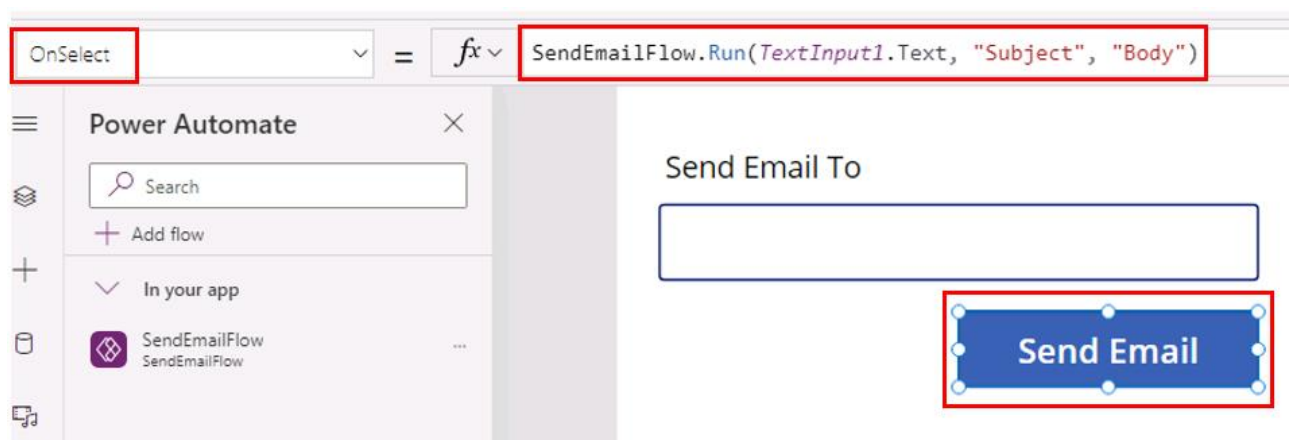 OnSelect = fx SendEmailFlow.Run(TextInput1.Text, "Subject", "Body")
Power Automate
Search
Add flow
In your app
SendEmailFlow
SendEmailFlow
Send Email To
Send Email